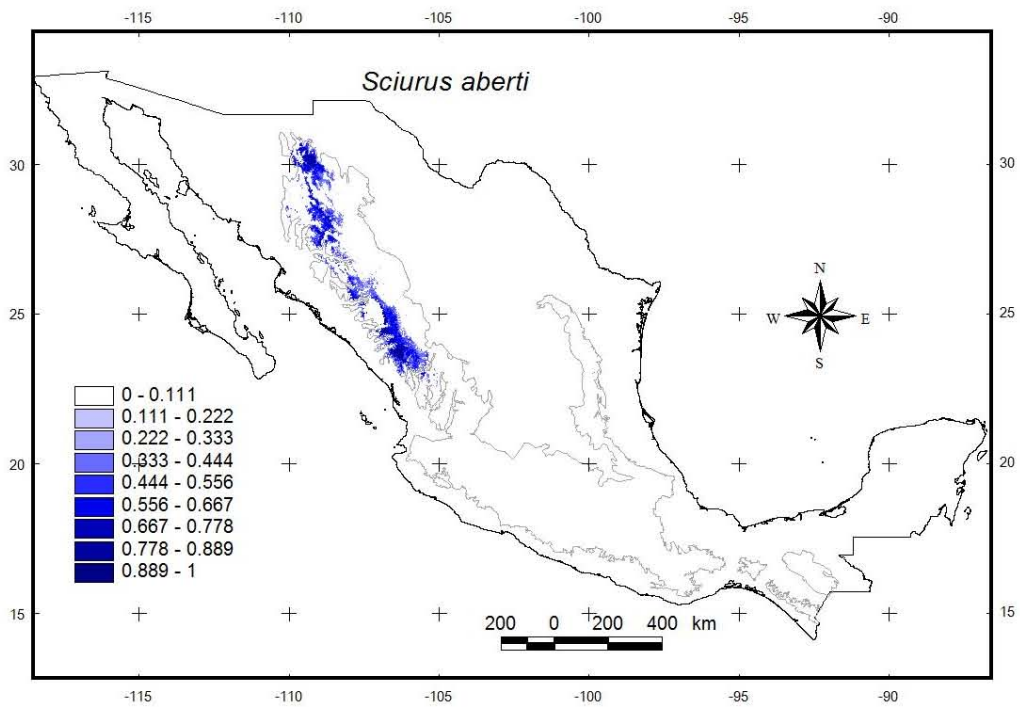 -115 -110 -105 -100 -95 -90
Sciurus aberti
30 30
N
25 W E 25
S
0 - 0.111
0.111 - 0.222
0.222 - 0.333
20 0.333 - 0.444 20
0.444 - 0.556
0.556 - 0.667
0.667 - 0.778
0.778 - 0.889
0.889 - 1
15 15
200 0 200 400 km
-115 -110 -105 -100 -95 -90